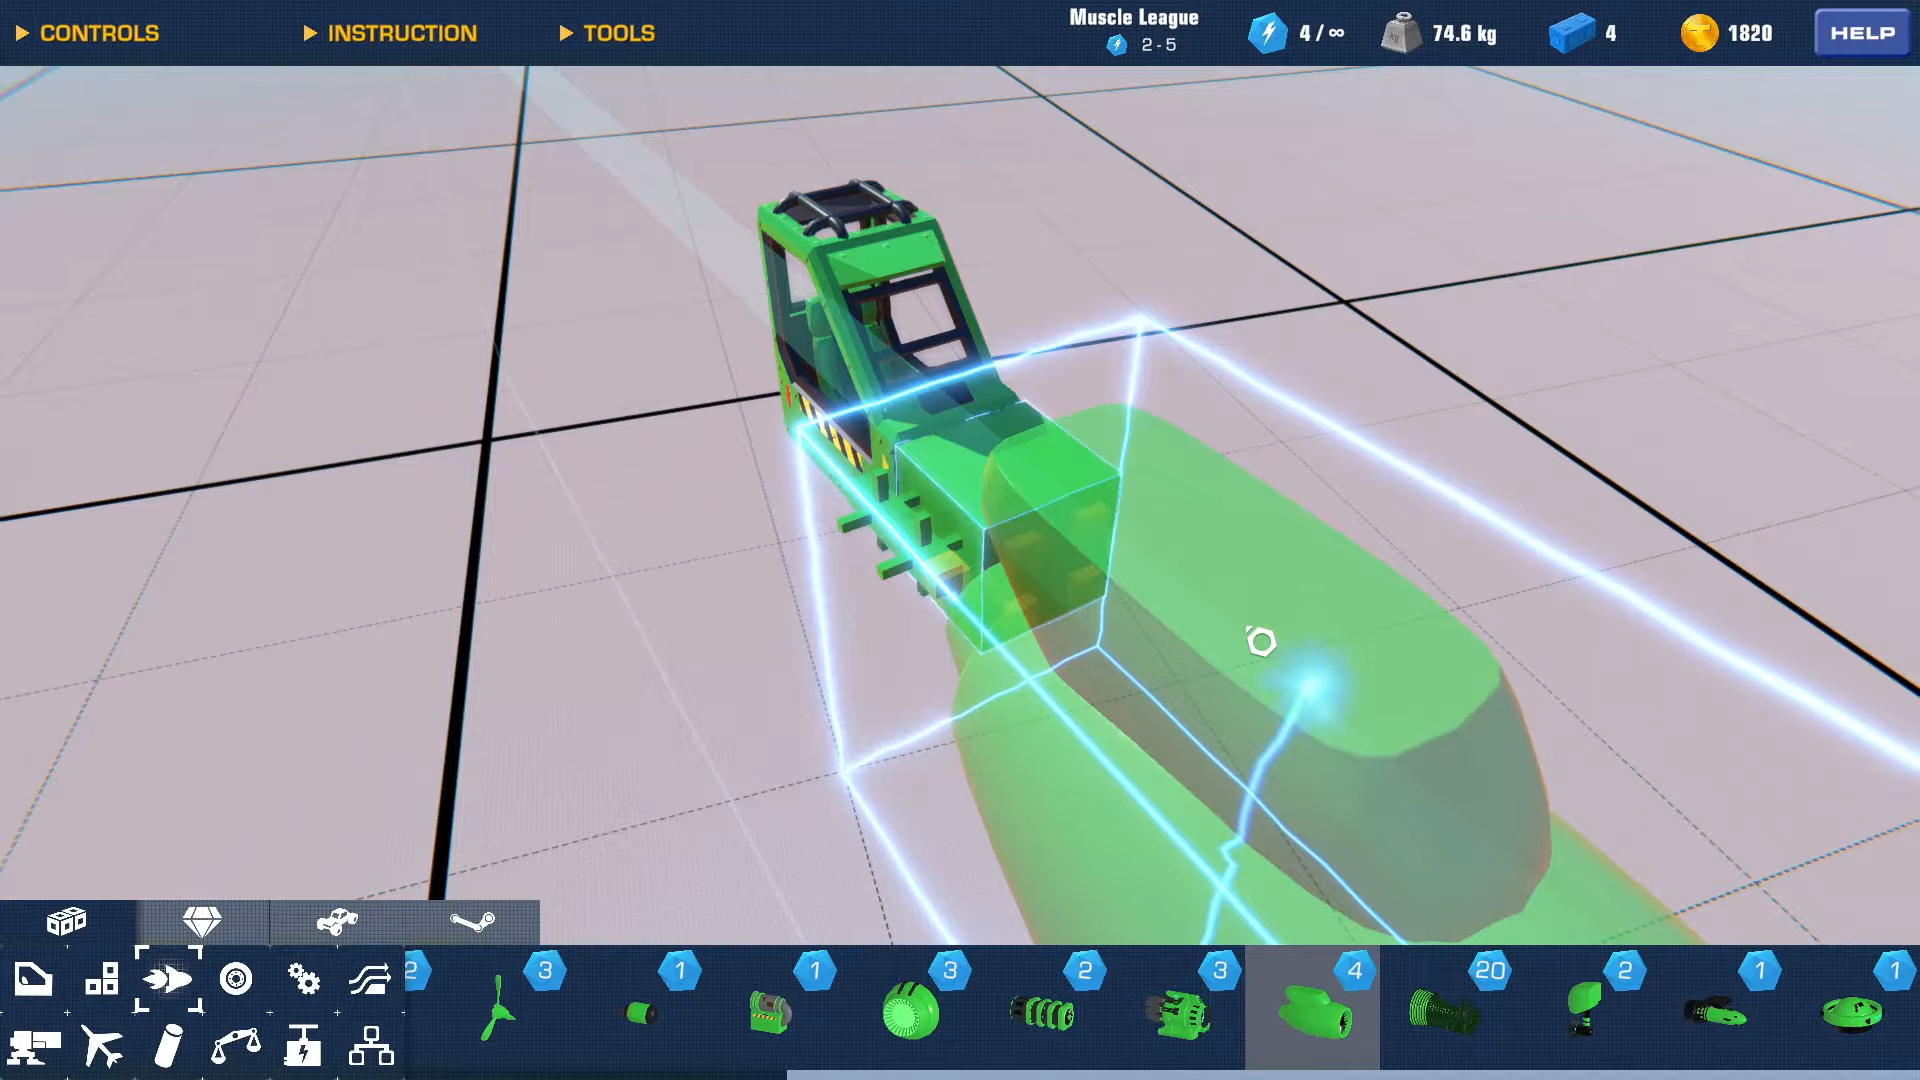 CONTROLS
INSTRUCTION
TOOLS
Muscle League
2 - 5
4 / ∞
74.6 kg
4
1820
HELP
2
3
1
1
3
2
3
4
20
2
1
1